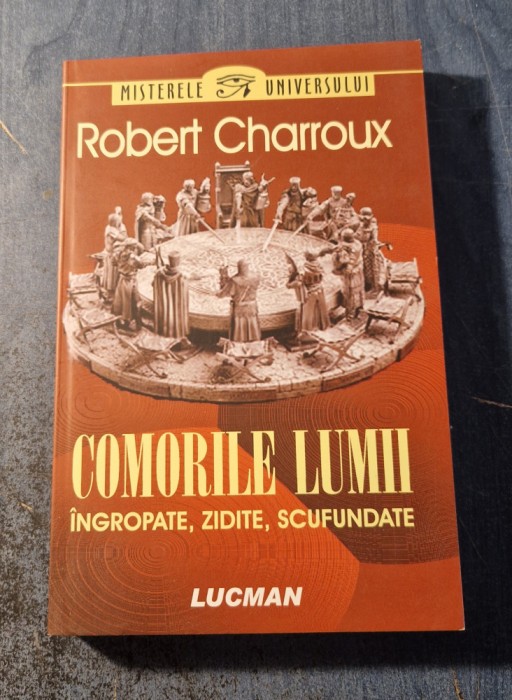 MISTERELE UNIVERSULUI
Robert Charroux
COMORILE LUMII
ÎNGROPATE, ZIDITE, SCUFUNDATE
LUCMAN